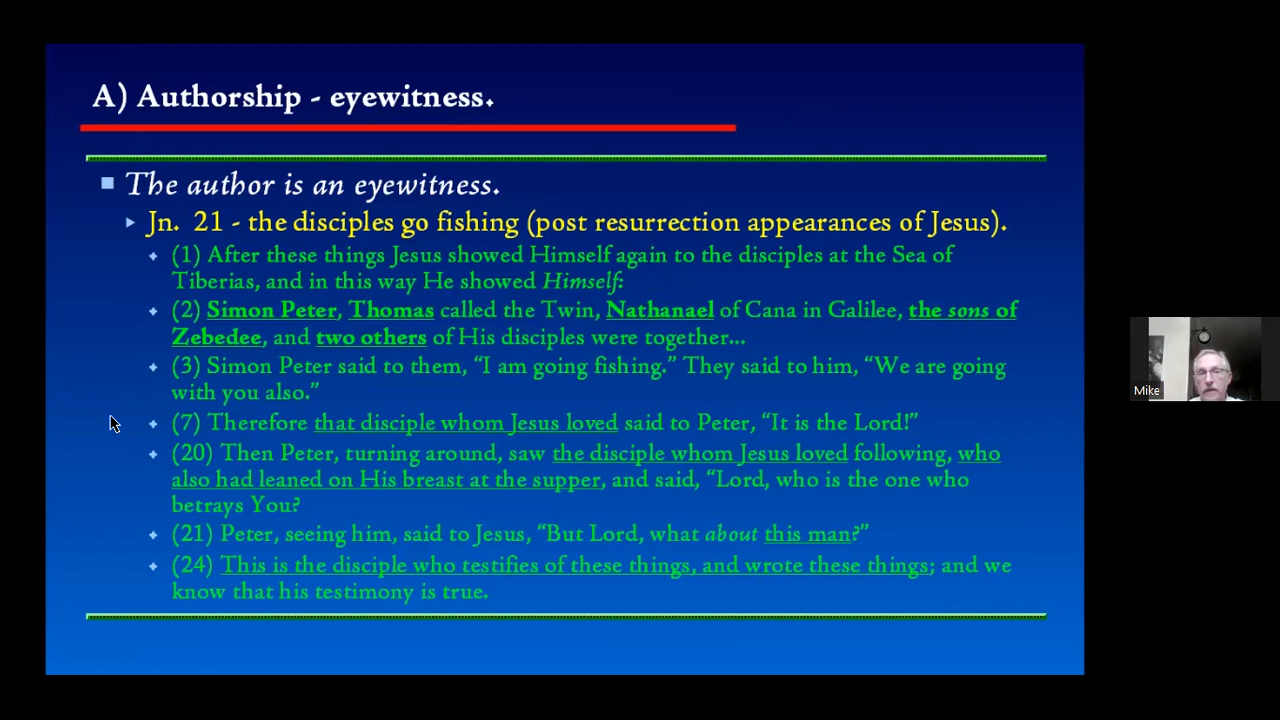 A) Authorship - eyewitness.
The author is an eyewitness.
Jn. 21 - the disciples go fishing (post resurrection appearances of Jesus).
(1) After these things Jesus showed Himself again to the disciples at the Sea of
Tiberias, and in this way He showed Himself:
(2) Simon Peter, Thomas called the Twin, Nathanael of Cana in Galilee, the sons of
Zebedee, and two others of His disciples were together...
(3) Simon Peter said to them, “I am going fishing.” They said to him, “We are going
with you also.”
(7) Therefore that disciple whom Jesus loved said to Peter, “It is the Lord!”
(20) Then Peter, turning around, saw the disciple whom Jesus loved following, who
also had leaned on His breast at the supper, and said, “Lord, who is the one who
betrays You?
(21) Peter, seeing him, said to Jesus, “But Lord, what about this man?”
(24) This is the disciple who testifies of these things, and wrote these things; and we
know that his testimony is true.
Mike